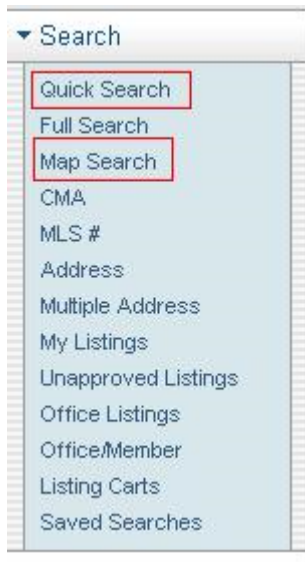 Search
Quick Search
Full Search
Map Search
CMA
MLS #
Address
Multiple Address
My Listings
Unapproved Listings
Office Listings
Office/Member
Listing Carts
Saved Searches